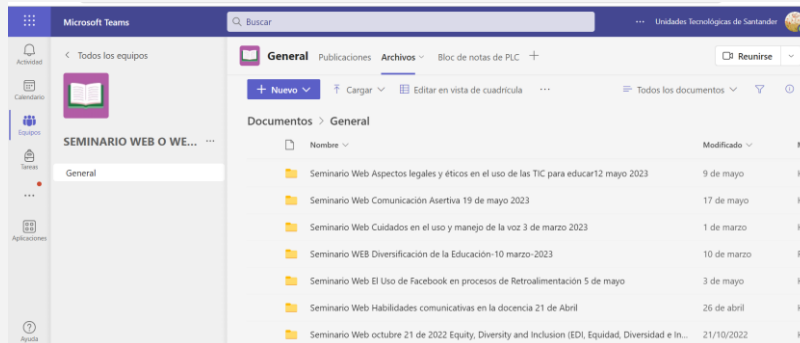 Microsoft Teams
Buscar
Unidades Tecnológicas de Santander
Actividad
Calendario
Equipos
Tareas
Aplicaciones
Ayuda
Todos los equipos
SEMINARIO WEB O WE...
General
General Publicaciones Archivos Bloc de notas de PLC
Reunirse
Nuevo Cargar Editar en vista de cuadrícula Todos los documentos
Documentos > General
Nombre Modificado
Seminario Web Aspectos legales y éticos en el uso de las TIC para educar12 mayo 2023 9 de mayo
Seminario Web Comunicación Asertiva 19 de mayo 2023 17 de mayo
Seminario Web Cuidados en el uso y manejo de la voz 3 de marzo 2023 1 de marzo
Seminario WEB Diversificación de la Educación-10 marzo-2023 10 de marzo
Seminario Web El Uso de Facebook en procesos de Retroalimentación 5 de mayo 3 de mayo
Seminario Web Habilidades comunicativas en la docencia 21 de Abril 26 de abril
Seminario Web octubre 21 de 2022 Equity, Diversity and Inclusion (EDI, Equidad, Diversidad e In... 21/10/2022